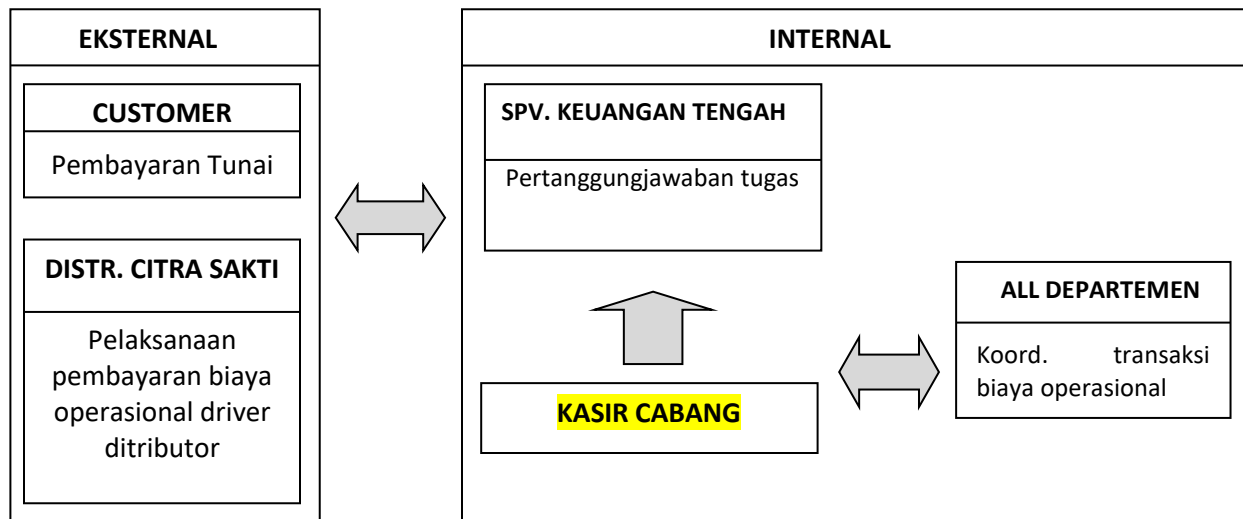 EKSTERNAL
CUSTOMER
Pembayaran Tunai
DISTR. CITRA SAKTI
Pelaksanaan
pembayaran biaya
operasional driver
ditributor
INTERNAL
SPV. KEUANGAN TENGAH
Pertanggungjawaban tugas
KASIR CABANG
ALL DEPARTEMEN
Koord. transaksi
biaya operasional